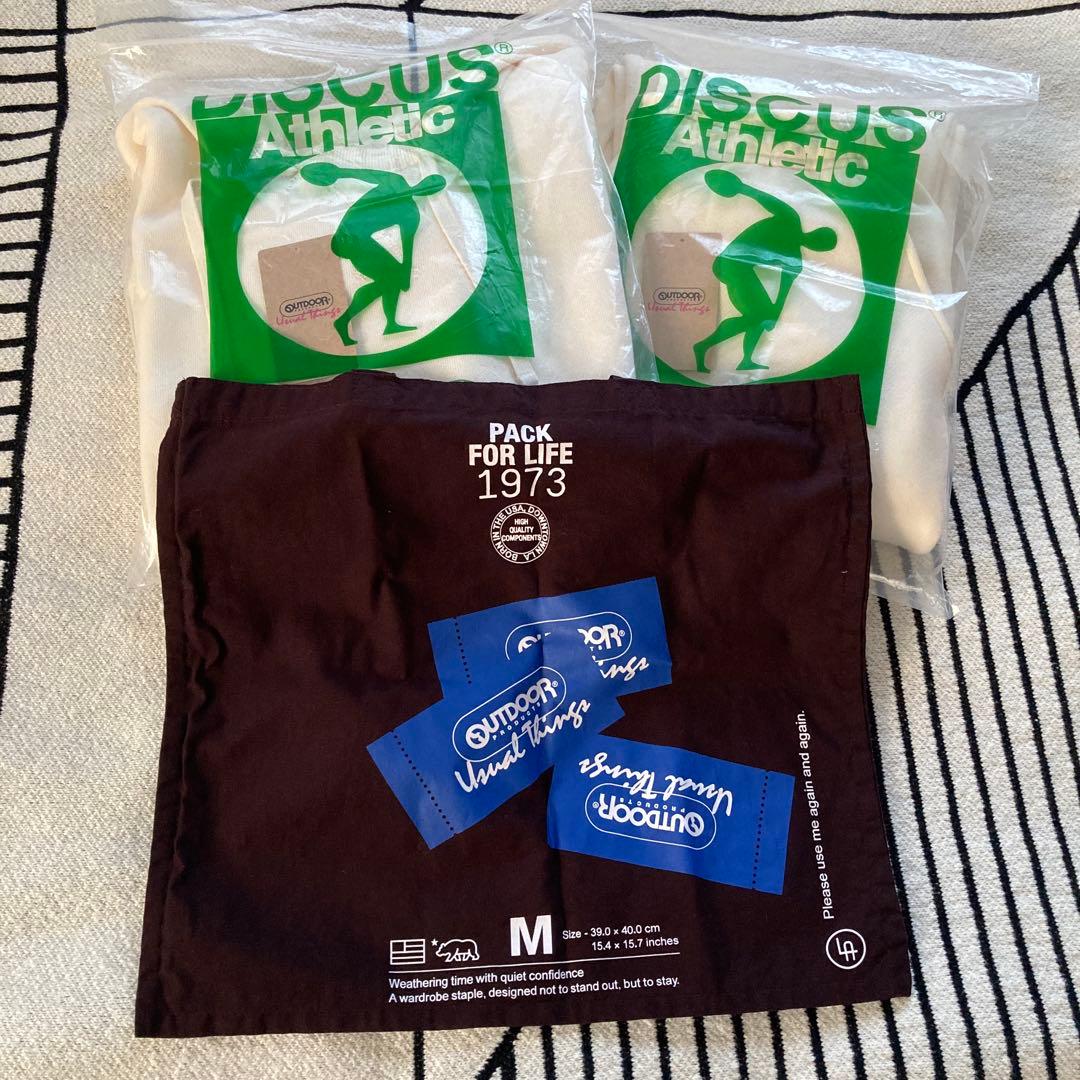 DISCUS®
Athletic
OUTDOOR
Usual Things
DISCUS®
Athletic
OUTDOOR
Usual Things
PACK
FOR LIFE
1973
BORN IN THE USA, DOWNTOWN LA.
HIGH
QUALITY
COMPONENTS
OUTDOOR®
PRODUCTS
Usual Things
OUTDOOR®
PRODUCTS
Usual Things
M
Size - 39.0 x 40.0 cm
15.4 x 15.7 inches
Weathering time with quiet confidence
A wardrobe staple, designed not to stand out, but to stay.
Please use me again and again.